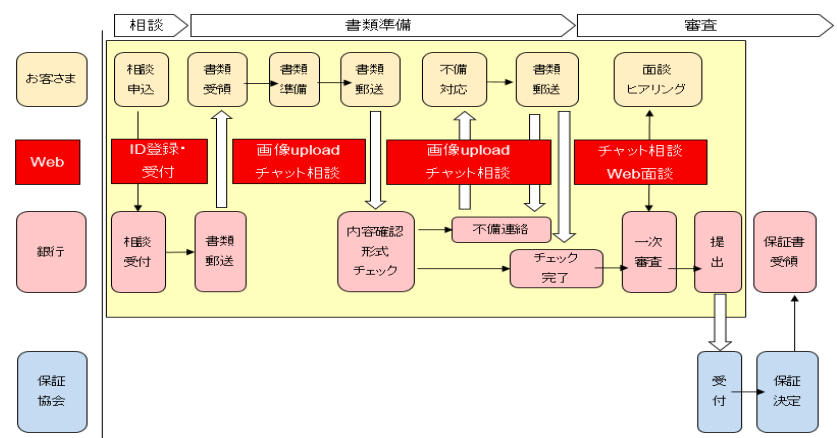 相談
書類準備
審査
お客さま
相談
申込
書類
受領
書類
準備
書類
郵送
不備
対応
書類
郵送
面談
ヒアリング
Web
ID登録・
受付
画像upload
チャット相談
画像upload
チャット相談
チャット相談
Web面談
銀行
相談
受付
書類
郵送
内容確認
形式
チェック
不備連絡
チェック
完了
一次
審査
提
出
保証書
受領
保証
協会
受
付
保証
決定